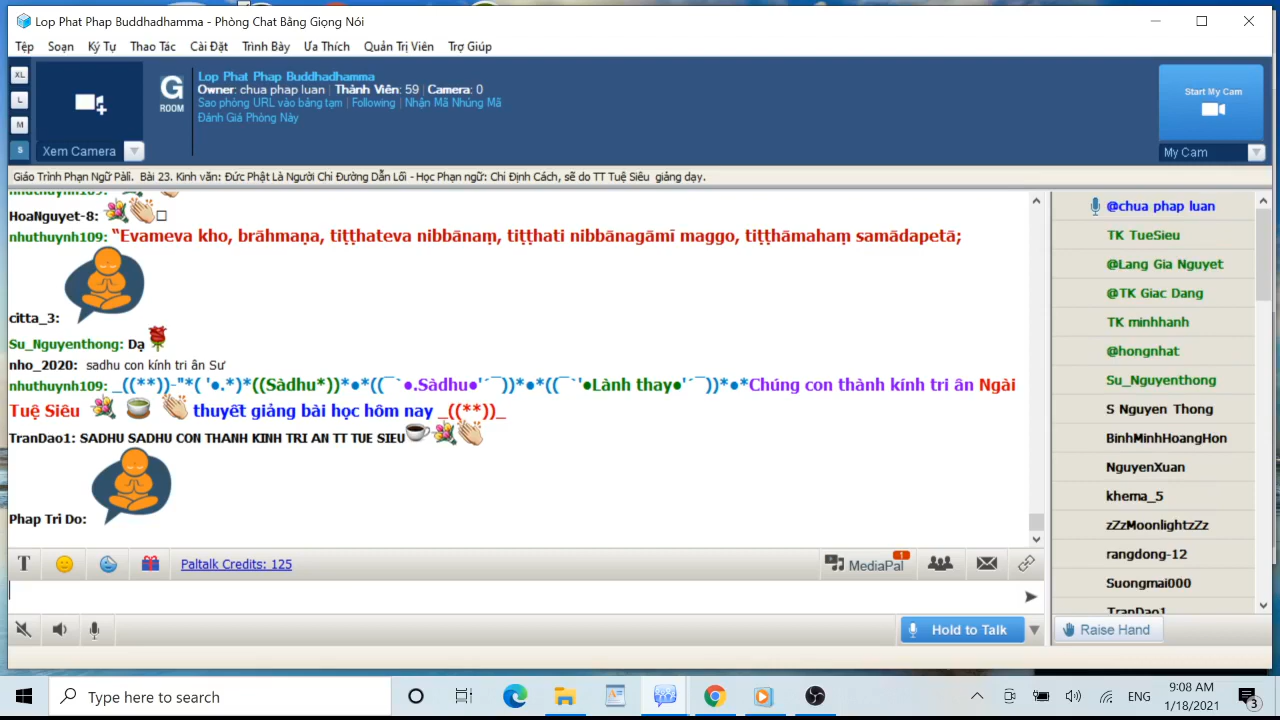 Lop Phat Phap Buddhadhamma - Phòng Chat Bằng Giọng Nói
Tệp Soạn Ký Tự Thao Tác Cài Đặt Trình Bày Ưa Thích Quản Trị Viên Trợ Giúp
XL
L
M
S
Xem Camera
G
ROOM
Lop Phat Phap Buddhadhamma
Owner: chua phap luan | Thành Viên: 59 | Camera: 0
Sao phòng URL vào bảng tạm | Following | Nhận Mã Nhúng Mã
Đánh Giá Phòng Này
Start My Cam
My Cam
Giáo Trình Phạn Ngữ Pàli. Bài 23. Kinh văn: Đức Phật Là Người Chỉ Đường Dẫn Lối - Học Phạn ngữ: Chỉ Định Cách, sẽ do TT Tuệ Siêu giảng dạy.
nhuthuynh109:
HoaNguyet-8:
nhuthuynh109: “Evameva kho, brāhmaṇa, tiṭṭhateva nibbānaṃ, tiṭṭhati nibbānagāmī maggo, tiṭṭhāmahaṃ samādapetā;
citta_3:
Su_Nguyenthong: Dạ
nho_2020: sadhu con kính tri ân Sư
nhuthuynh109: _((**))-"*( '●.*)*((Sàdhu*))*●*((¯`●.Sàdhu●'´¯))*●*((¯`'●Lành thay●'´¯))*●*Chúng con thành kính tri ân Ngài
Tuệ Siêu thuyết giảng bài học hôm nay _((**))_
TranDao1: SADHU SADHU CON THANH KINH TRI AN TT TUE SIEU
Phap Tri Do:
T Paltalk Credits: 125 MediaPal 1
Hold to Talk
@chua phap luan
TK TueSieu
@Lang Gia Nguyet
@TK Giac Dang
TK minhhanh
@hongnhat
Su_Nguyenthong
S Nguyen Thong
BinhMinhHoangHon
NguyenXuan
khema_5
zZzMoonlightzZz
rangdong-12
Suongmai000
TranDao1
Raise Hand
Type here to search
ENG
9:08 AM
1/18/2021
3